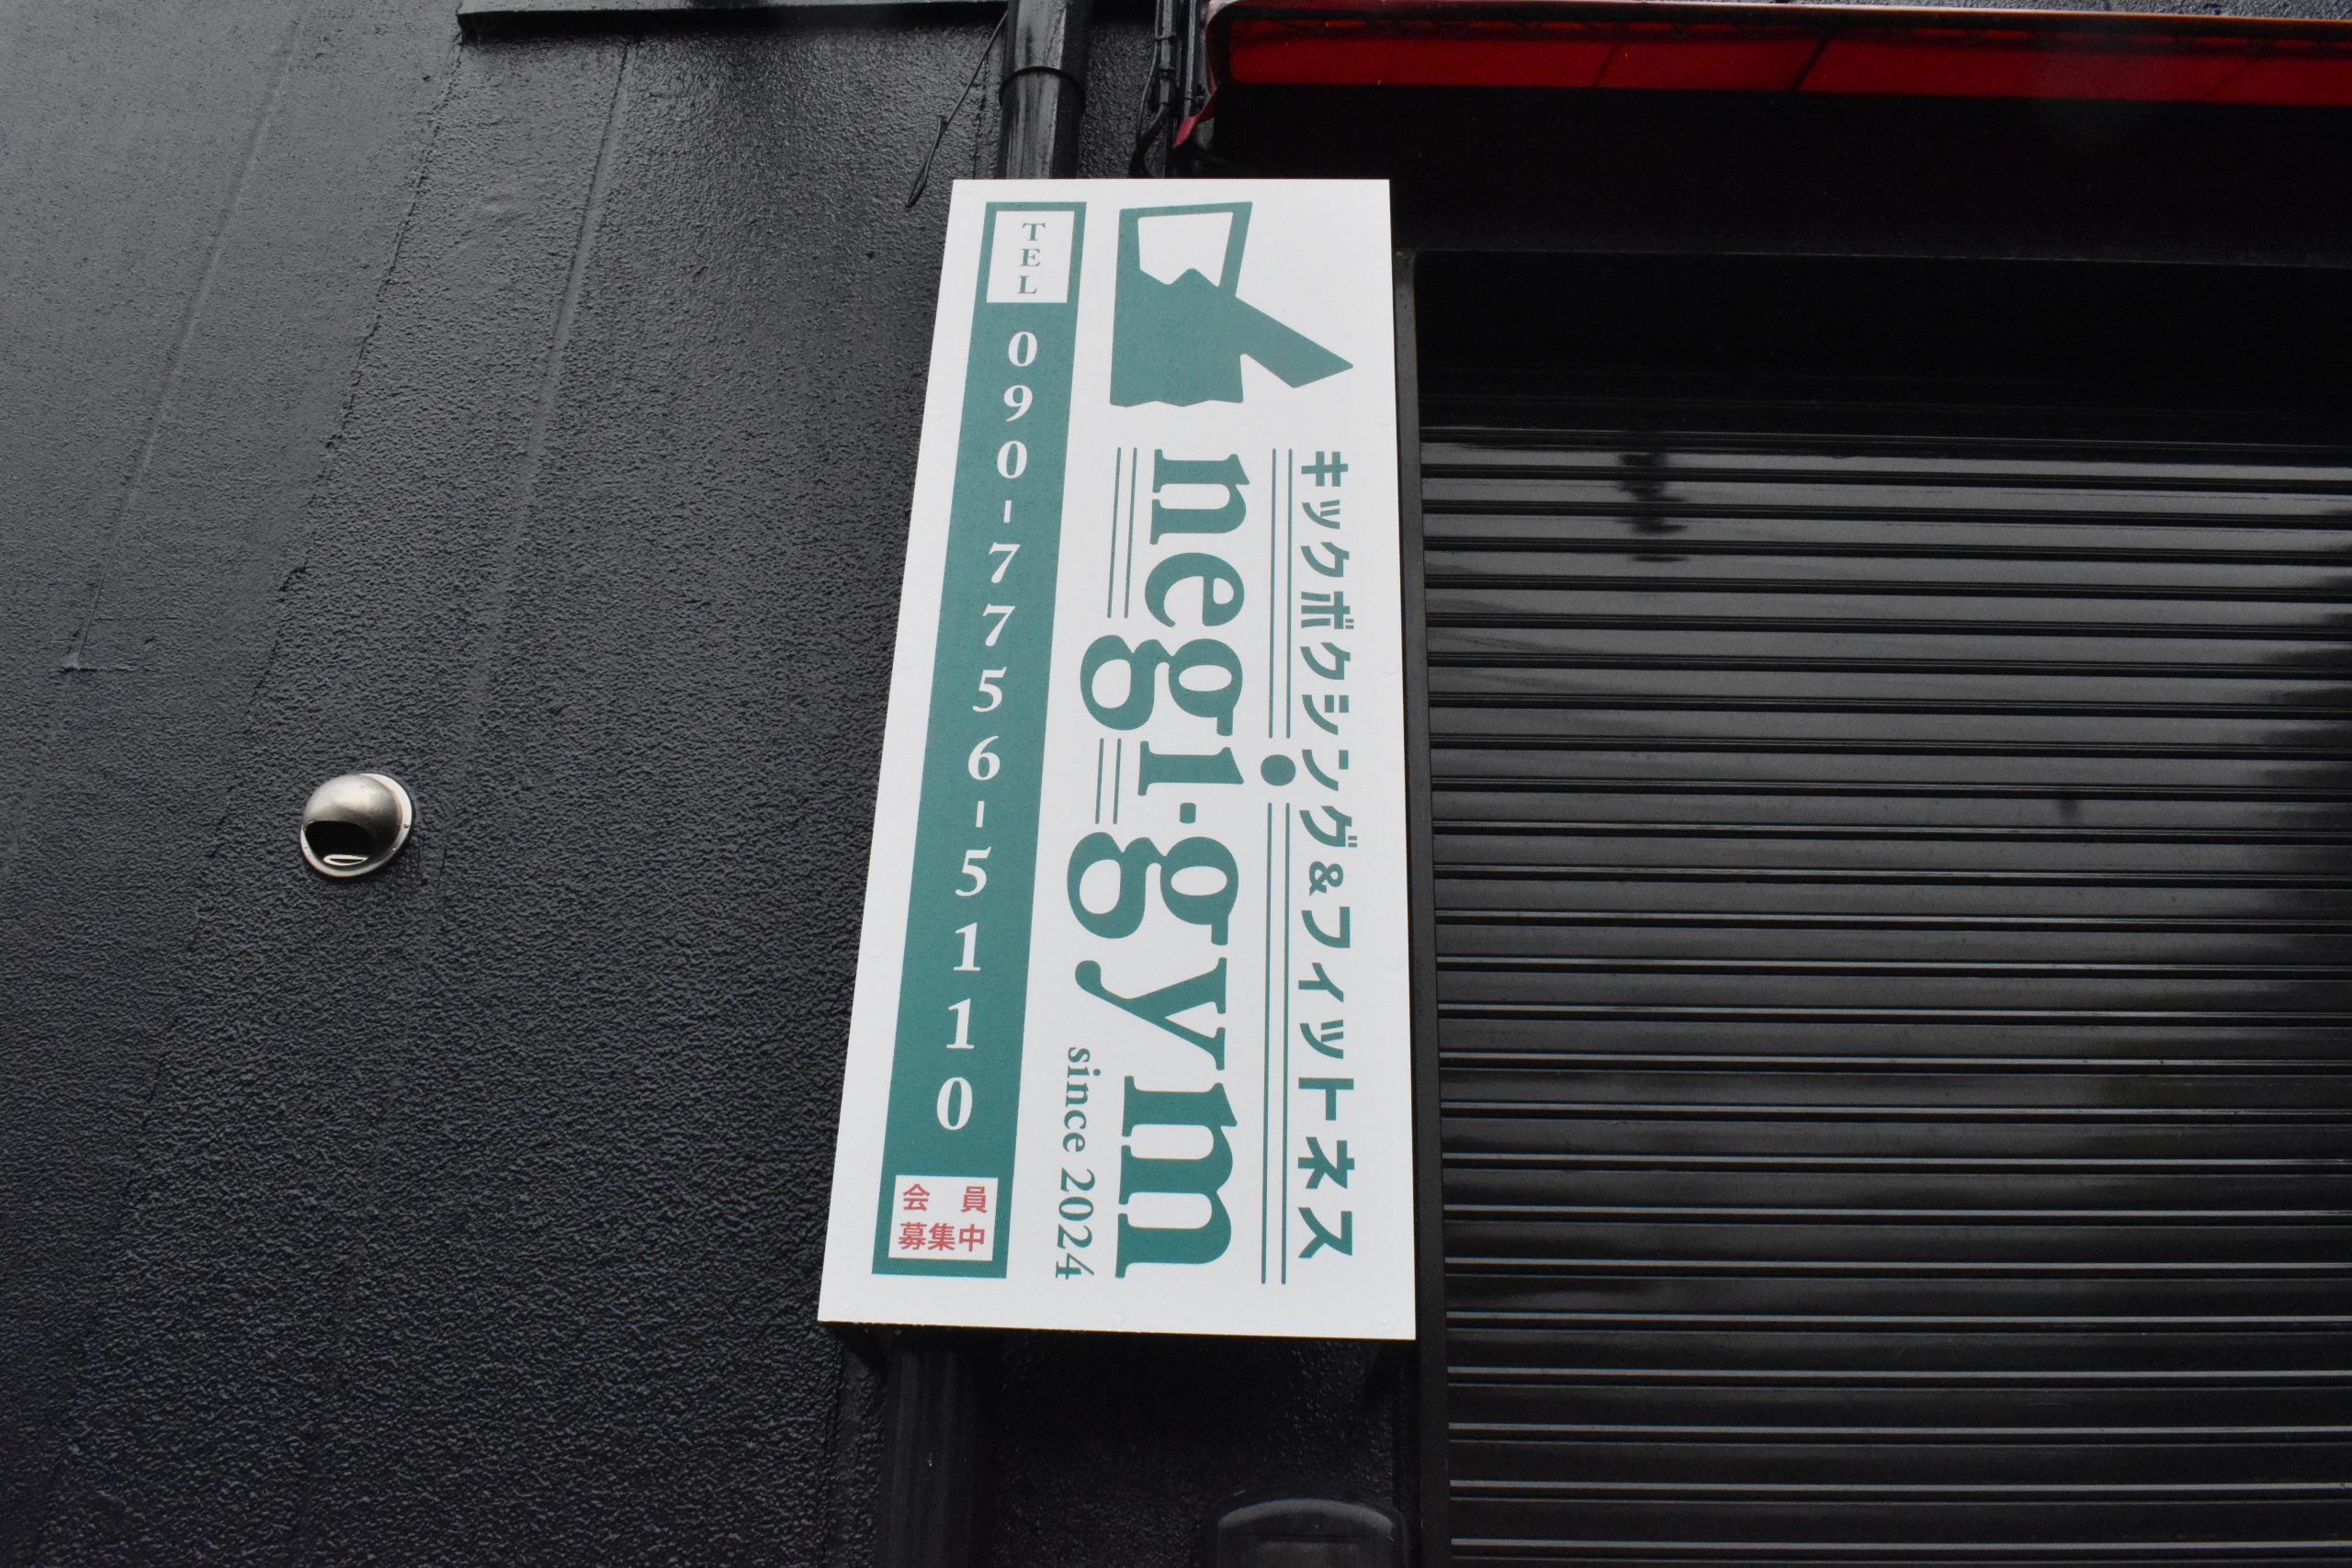 キックボクシング&フィットネス
negi-gym
since 2024
TEL
090-7756-5110
会員
募集中